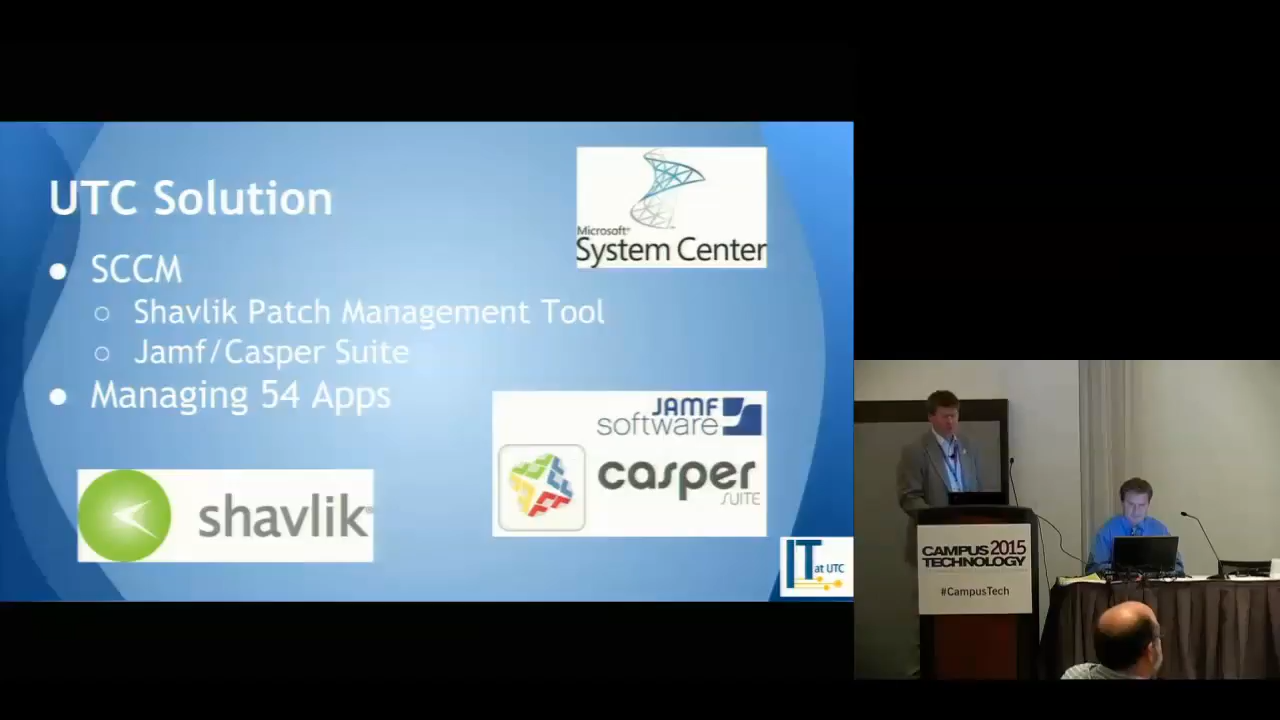 UTC Solution
● SCCM
○ Shavlik Patch Management Tool
○ Jamf/Casper Suite
● Managing 54 Apps
Microsoft®
System Center
JAMF
software
casper
SUITE
shavlik
IT at UTC
CAMPUS 2015
TECHNOLOGY
#CampusTech